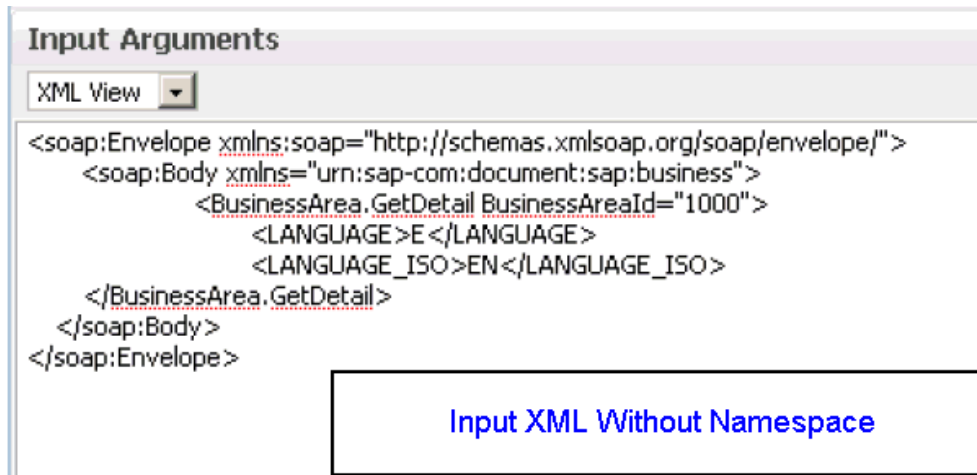 Input Arguments
XML View
<soap:Envelope xmlns:soap="http://schemas.xmlsoap.org/soap/envelope/">
<soap:Body xmlns="urn:sap-com:document:sap:business">
<BusinessArea.GetDetail BusinessAreaId="1000">
<LANGUAGE>E</LANGUAGE>
<LANGUAGE_ISO>EN</LANGUAGE_ISO>
</BusinessArea.GetDetail>
</soap:Body>
</soap:Envelope>
Input XML Without Namespace